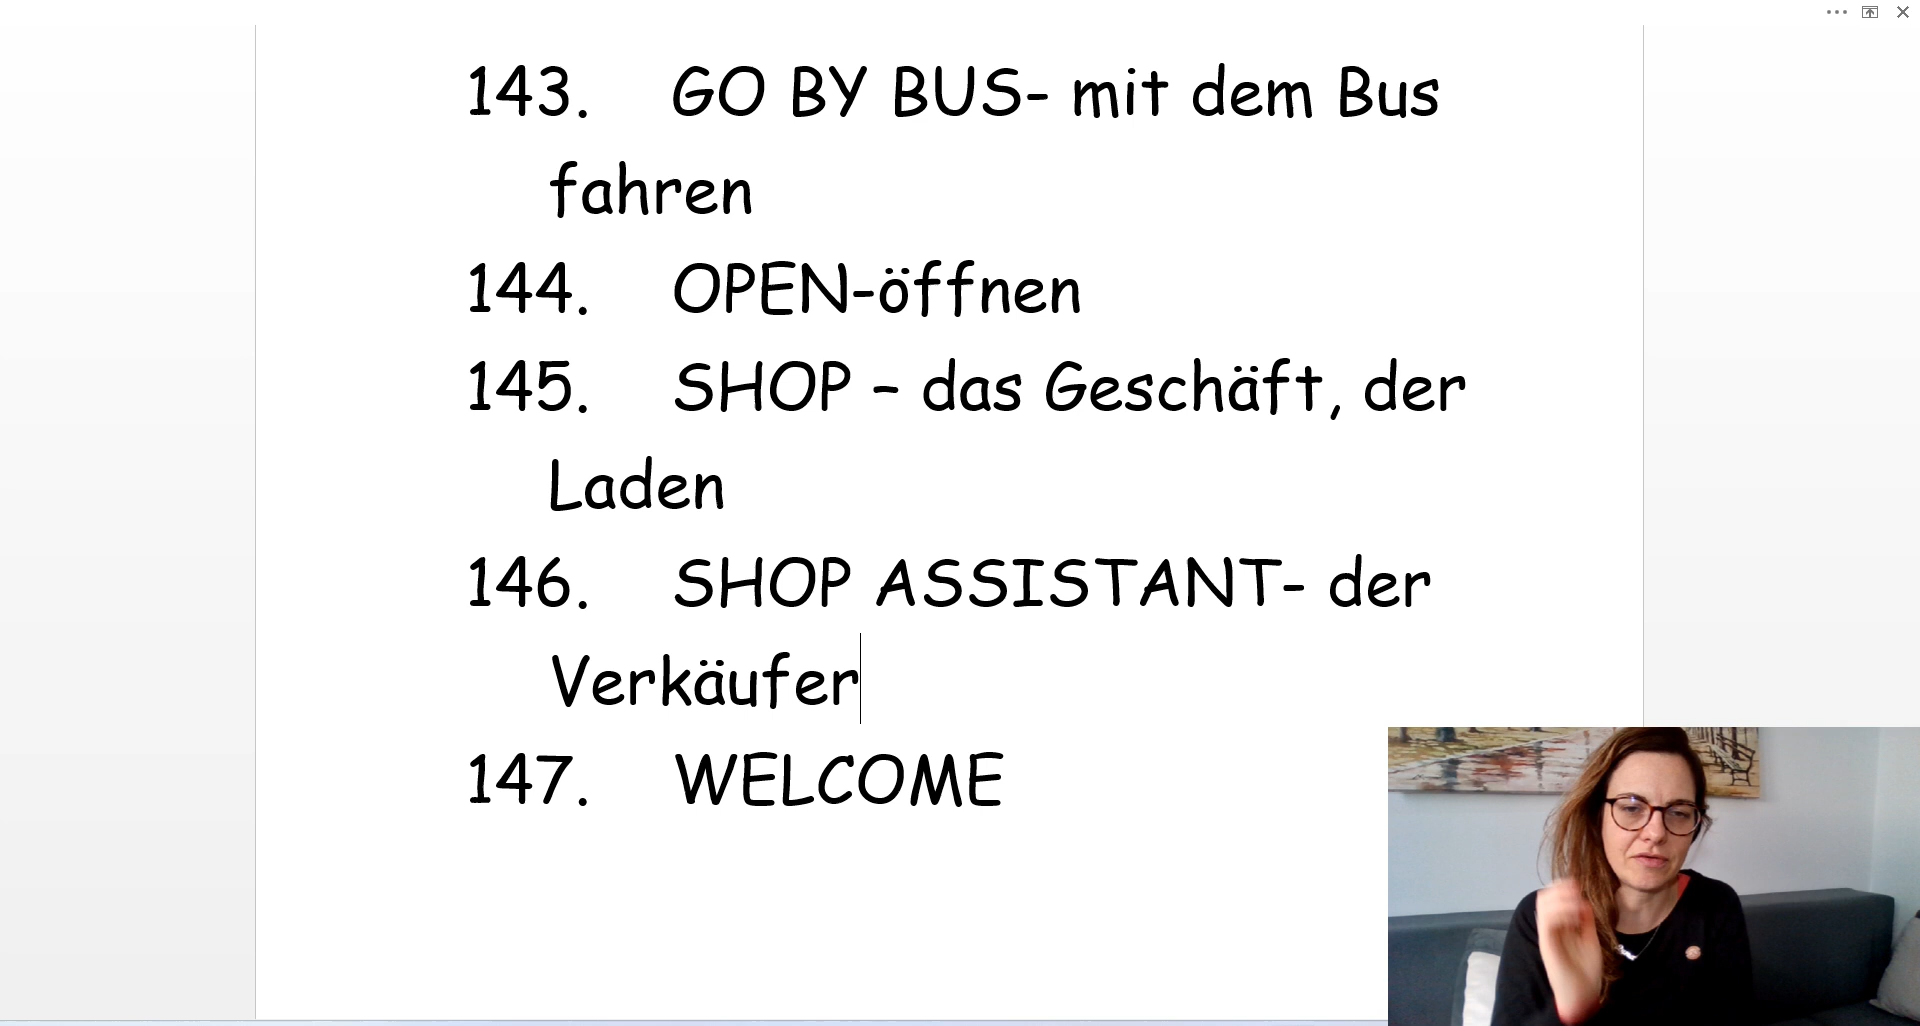 143. GO BY BUS- mit dem Bus
fahren
144. OPEN-öffnen
145. SHOP – das Geschäft, der
Laden
146. SHOP ASSISTANT- der
Verkäufer
147. WELCOME